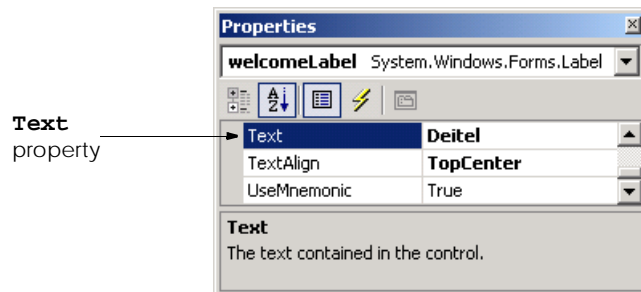 Properties
welcomeLabel System.Windows.Forms.Label
Text property
Text Deitel
TextAlign TopCenter
UseMnemonic True
Text
The text contained in the control.